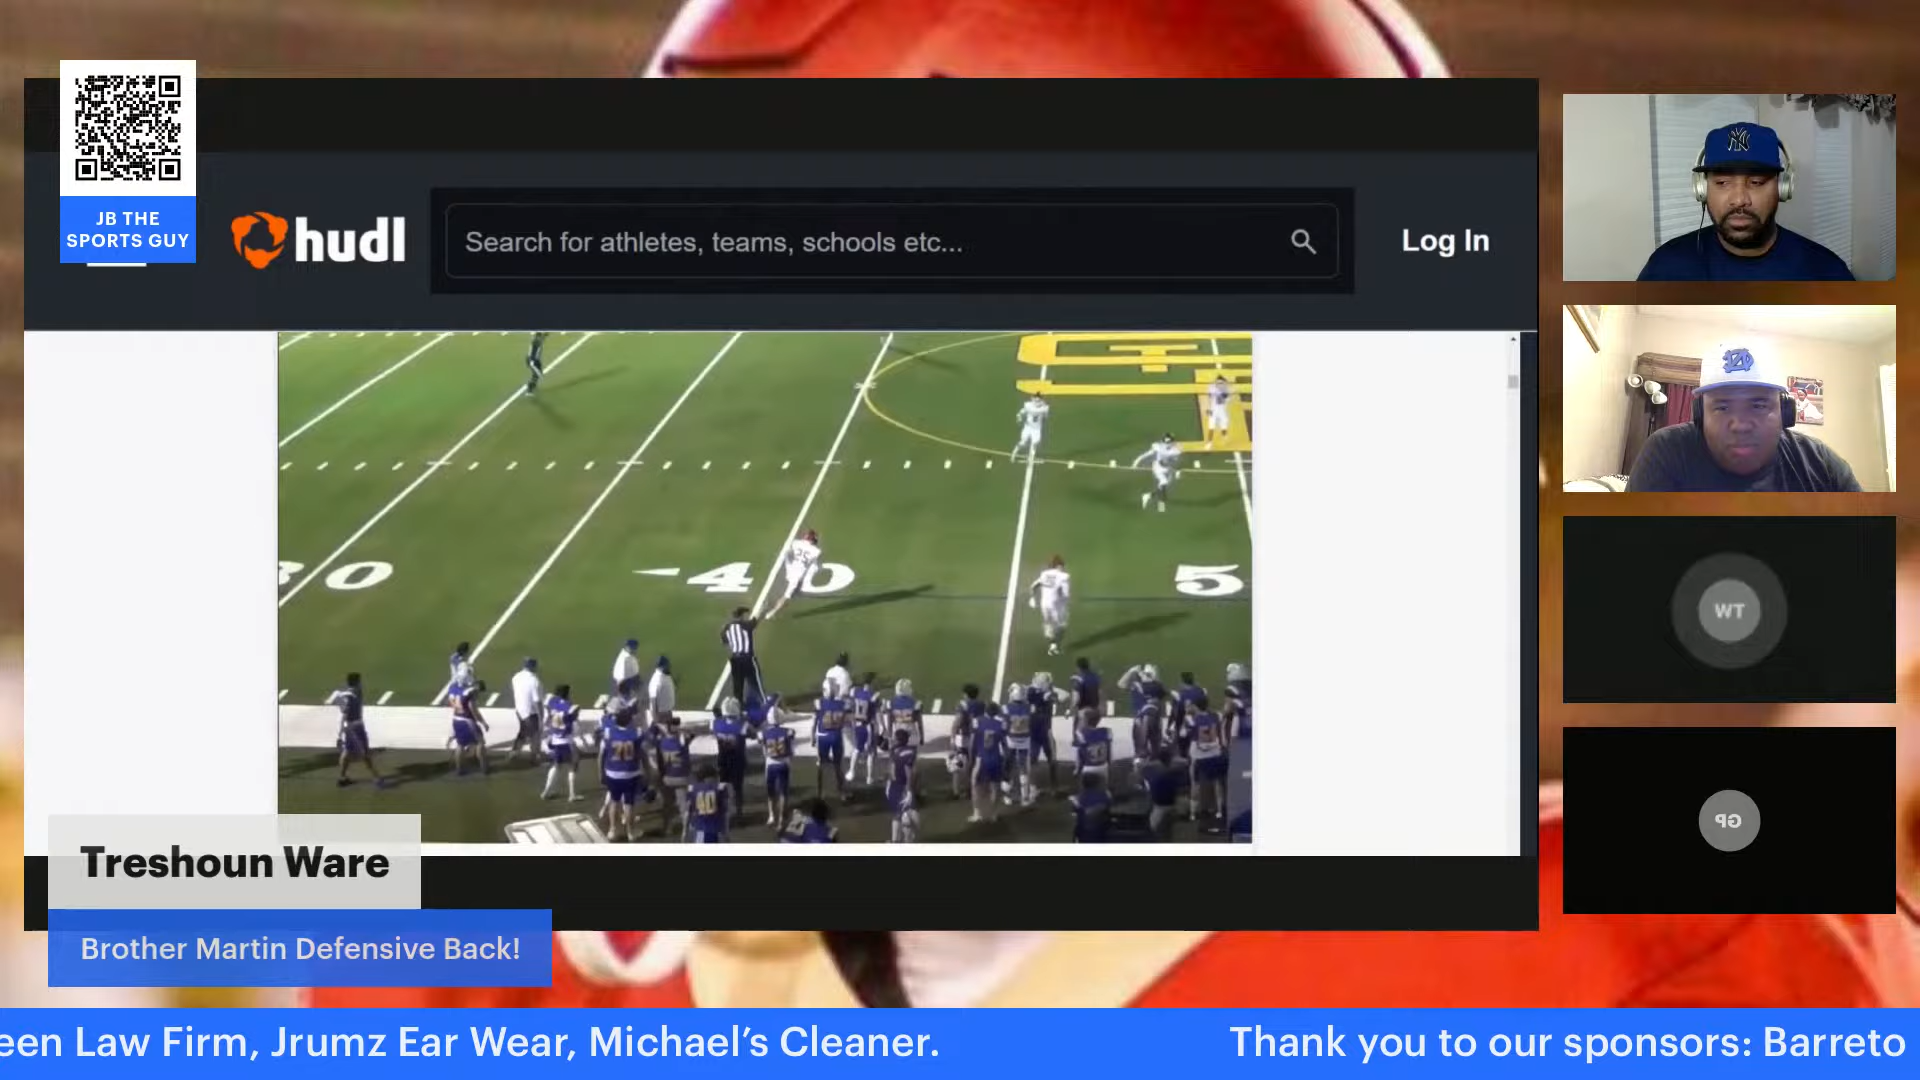 JB THE
SPORTS GUY
hudl
Search for athletes, teams, schools etc...
Log In
30
-40
5
WT
GP
Treshoun Ware
Brother Martin Defensive Back!
een Law Firm, Jrumz Ear Wear, Michael’s Cleaner.
Thank you to our sponsors: Barreto